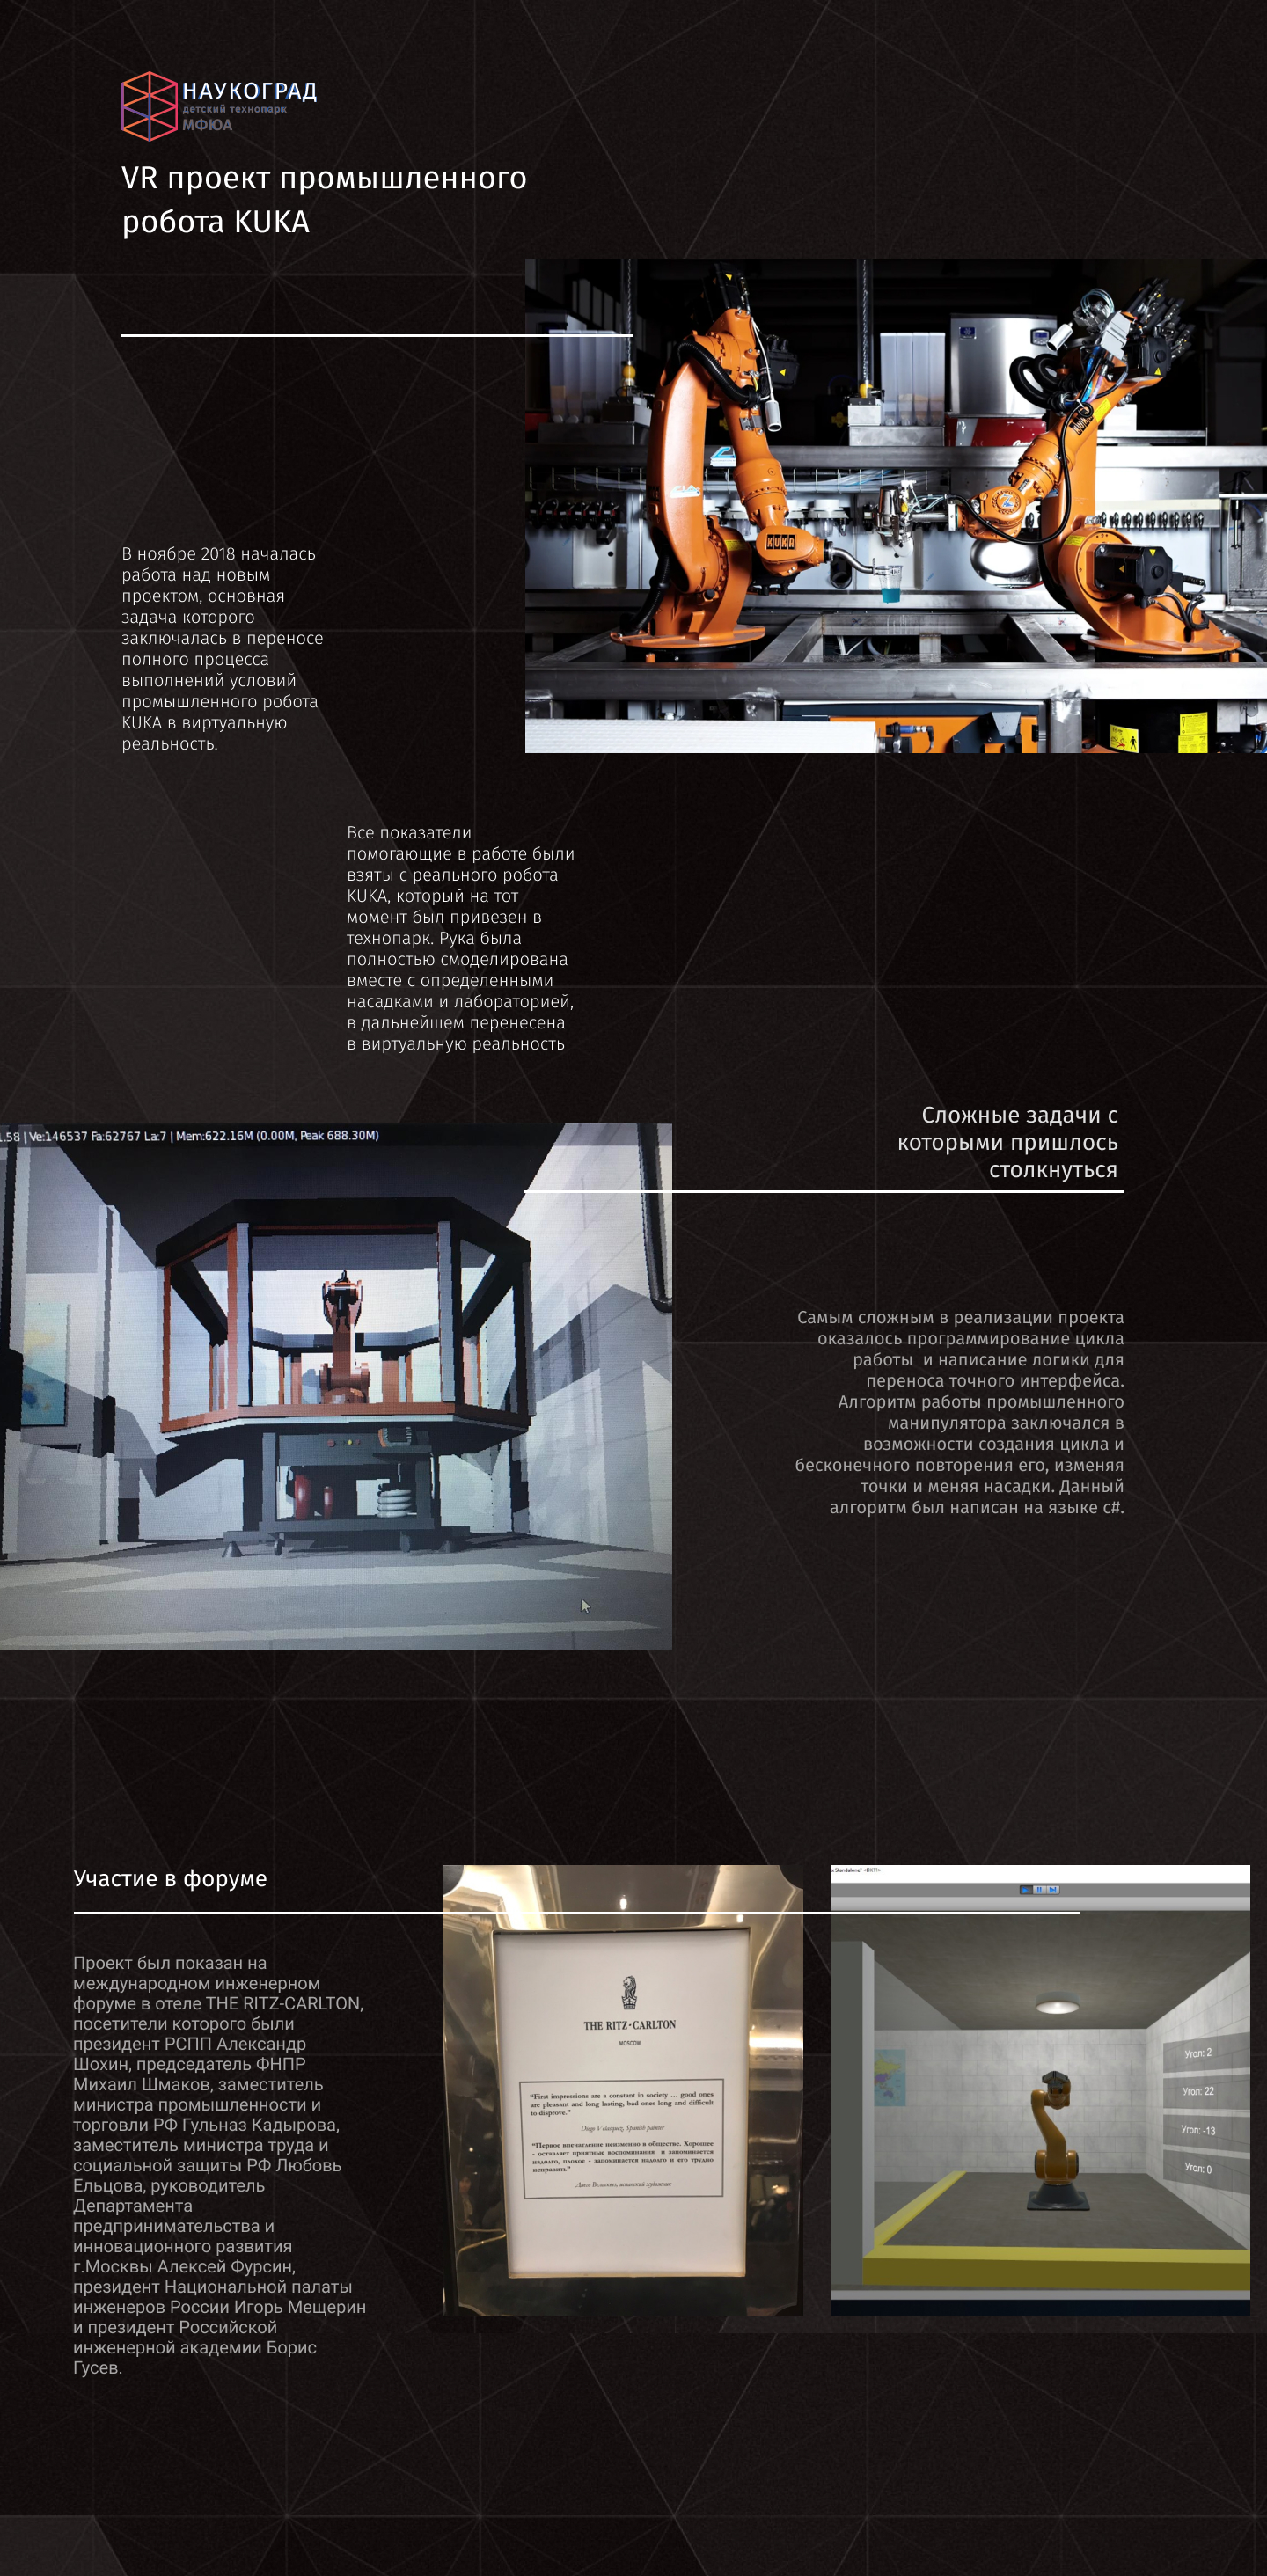 НАУКОГРАД
детский технопарк
МФЮА
VR проект промышленного
робота KUKA
KUKA
KUKA
В ноябре 2018 началась
работа над новым
проектом, основная
задача которого
заключалась в переносе
полного процесса
выполнений условий
промышленного робота
KUKA в виртуальную
реальность.
Все показатели
помогающие в работе были
взяты с реального робота
KUKA, который на тот
момент был привезен в
технопарк. Рука была
полностью смоделирована
вместе с определенными
насадками и лабораторией,
в дальнейшем перенесена
в виртуальную реальность
.58 | Ve:146537 Fa:62767 La:7 | Mem:622.16M (0.00M, Peak 688.30M)
Сложные задачи с
которыми пришлось
столкнуться
Самым сложным в реализации проекта
оказалось программирование цикла
работы и написание логики для
переноса точного интерфейса.
Алгоритм работы промышленного
манипулятора заключался в
возможности создания цикла и
бесконечного повторения его, изменяя
точки и меняя насадки. Данный
алгоритм был написан на языке c#.
Участие в форуме
Проект был показан на
международном инженерном
форуме в отеле THE RITZ-CARLTON,
посетители которого были
президент РСПП Александр
Шохин, председатель ФНПР
Михаил Шмаков, заместитель
министра промышленности и
торговли РФ Гульназ Кадырова,
заместитель министра труда и
социальной защиты РФ Любовь
Ельцова, руководитель
Департамента
предпринимательства и
инновационного развития
г.Москвы Алексей Фурсин,
президент Национальной палаты
инженеров России Игорь Мещерин
и президент Российской
инженерной академии Борис
Гусев.
THE RITZ-CARLTON
MOSCOW
"First impressions are a constant in society ... good ones
are pleasant and long lasting, bad ones long and difficult
to disprove."
Diego Velasquez, Spanish painter
"Первое впечатление неизменно в обществе. Хорошее
- оставляет приятные воспоминания и запоминается
надолго, плохое - запоминается надолго и его трудно
исправить"
Standalone" <DX11>
Угол: 2
Угол: 22
Угол: -13
Угол: 0